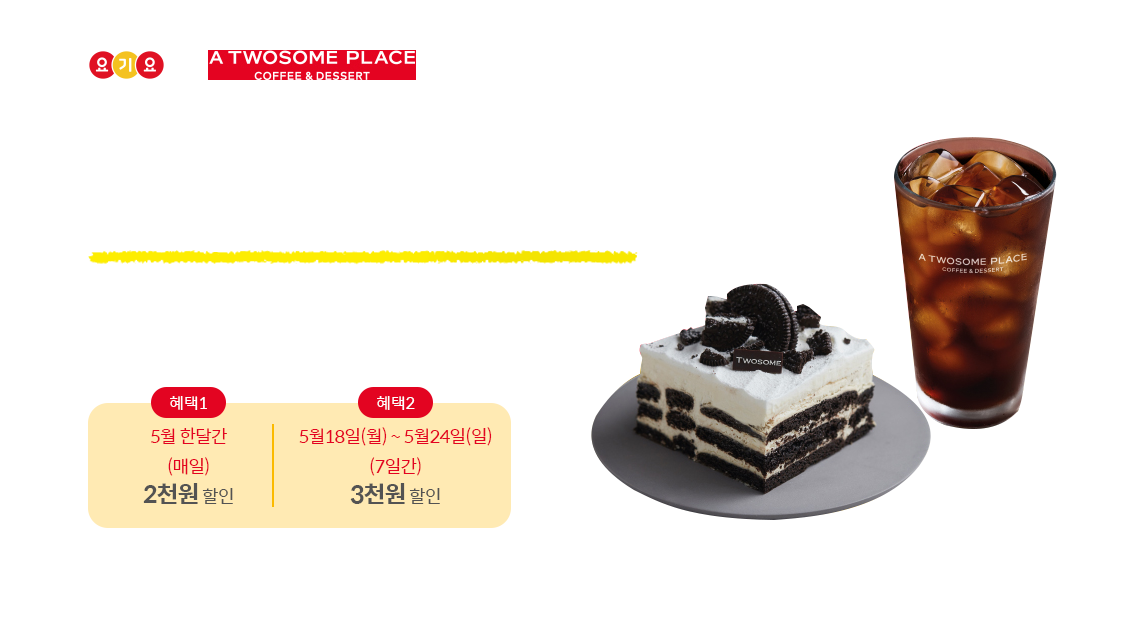 요기요
A TWOSOME PLACE
COFFEE & DESSERT
A TWOSOME PLACE
COFFEE & DESSERT
TWOSOME
혜택1
5월 한달간
(매일)
2천원 할인
혜택2
5월18일(월) ~ 5월24일(일)
(7일간)
3천원 할인